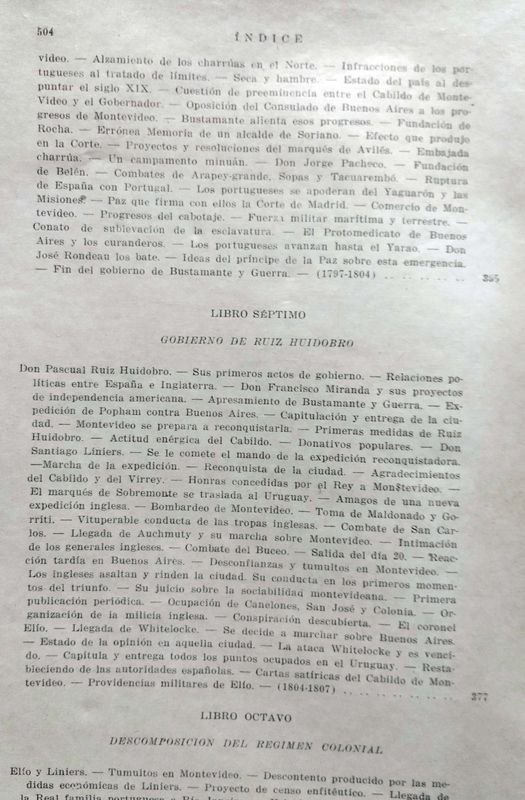 504
ÍNDICE
video. — Alzamiento de los charrúas en el Norte. — Infracciones de los por-
tugueses al tratado de límites. — Seca y hambre. — Estado del país al des-
puntar el siglo XIX. — Cuestión de preeminencia entre el Cabildo de Monte-
Video y el Gobernador. — Oposición del Consulado de Buenos Aires a los pro-
gresos de Montevideo. — Bustamante alienta esos progresos. — Fundación de
Rocha. — Errónea Memoria de un alcalde de Soriano. — Efecto que produjo
en la Corte. — Proyectos y resoluciones del marqués de Avilés. — Embajada
charrúa. — Un campamento minuán. — Don Jorge Pacheco. — Fundación
de Belén. — Combates de Arapey-grande, Sopas y Tacuarembó. — Ruptura
de España con Portugal. — Los portugueses se apoderan del Yaguarón y las
Misiones — Paz que firma con ellos la Corte de Madrid. — Comercio de Mon-
tevideo. — Progresos del cabotaje. — Fuerza militar marítima y terrestre. —
Conato de sublevación de la esclavatura. — El Protomedicato de Buenos
Aires y los curanderos. — Los portugueses avanzan hasta el Yarao. — Don
José Rondeau los bate. — Ideas del príncipe de la Paz sobre esta emergencia.
— Fin del gobierno de Bustamante y Guerra. — (1797-1804) .. .. .. .. .. 355
LIBRO SÉPTIMO
GOBIERNO DE RUIZ HUIDOBRO
Don Pascual Ruiz Huidobro. — Sus primeros actos de gobierno. — Relaciones po-
líticas entre España e Inglaterra. — Don Francisco Miranda y sus proyectos
de independencia americana. — Apresamiento de Bustamante y Guerra. — Ex-
pedición de Popham contra Buenos Aires. — Capitulación y entrega de la ciu-
dad. — Montevideo se prepara a reconquistarla. — Primeras medidas de Ruiz
Huidobro. — Actitud enérgica del Cabildo. — Donativos populares. — Don
Santiago Liniers. — Se le comete el mando de la expedición reconquistadora.
—Marcha de la expedición. — Reconquista de la ciudad. — Agradecimientos
del Cabildo y del Virrey. — Honras concedidas por el Rey a Montevideo. —
El marqués de Sobremonte se traslada al Uruguay. — Amagos de una nueva
expedición inglesa. — Bombardeo de Montevideo. — Toma de Maldonado y Go-
rriti. — Vituperable conducta de las tropas inglesas. — Combate de San Car-
los. — Llegada de Auchmuty y su marcha sobre Montevideo. — Intimación
de los generales ingleses. — Combate del Buceo. — Salida del día 20. — Reac-
ción tardía en Buenos Aires. — Desconfianzas y tumultos en Montevideo. —
Los ingleses asaltan y rinden la ciudad. Su conducta en los primeros momen-
tos del triunfo. — Su juicio sobre la sociabilidad montevideana. — Primera
publicación periodica. — Ocupación de Canelones, San José y Colonia. — Or-
ganización de la milicia inglesa. — Conspiración descubierta. — El coronel
Elío. — Llegada de Whitelocke. — Se decide a marchar sobre Buenos Aires.
— Estado de la opinión en aquella ciudad. — La ataca Whitelocke y es venci-
do. — Capitula y entrega todos los puntos ocupados en el Uruguay. — Resta-
bleciendo de las autoridades españolas. — Cartas satíricas del Cabildo de Mon-
tevideo. — Providencias militares de Elío. — (1804-1807) .. .. .. .. .. .. 377
LIBRO OCTAVO
DESCOMPOSICION DEL REGIMEN COLONIAL
Elío y Liniers. — Tumultos en Montevideo. — Descontento producido por las me-
didas económicas de Liniers. — Proyecto de censo enfitéutico. — Llegada de
la Real familia portuguesa a